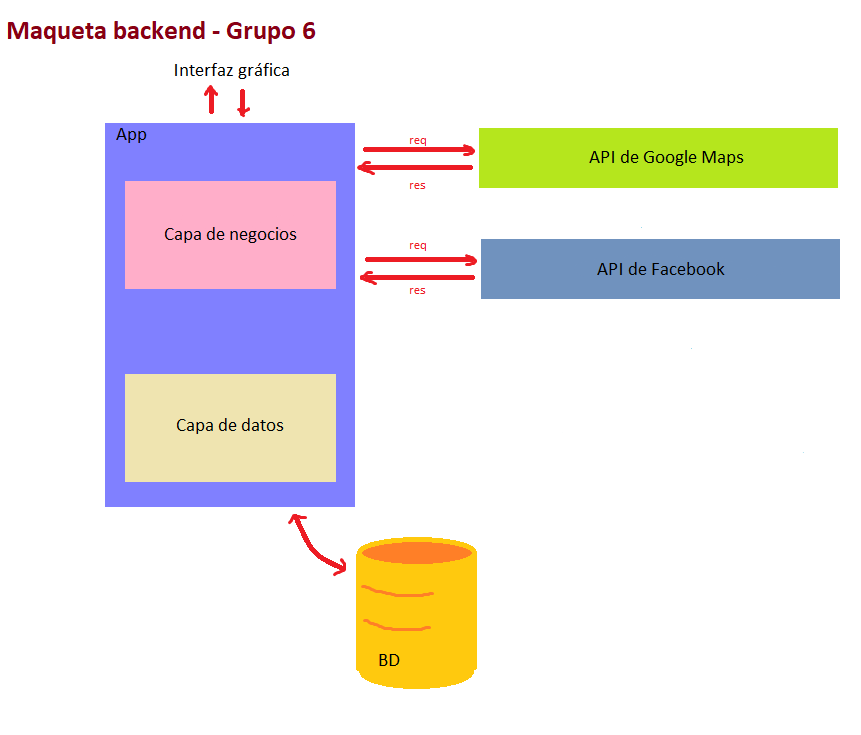 Maqueta backend - Grupo 6
Interfaz gráfica
App
req
API de Google Maps
res
Capa de negocios
req
API de Facebook
res
Capa de datos
BD